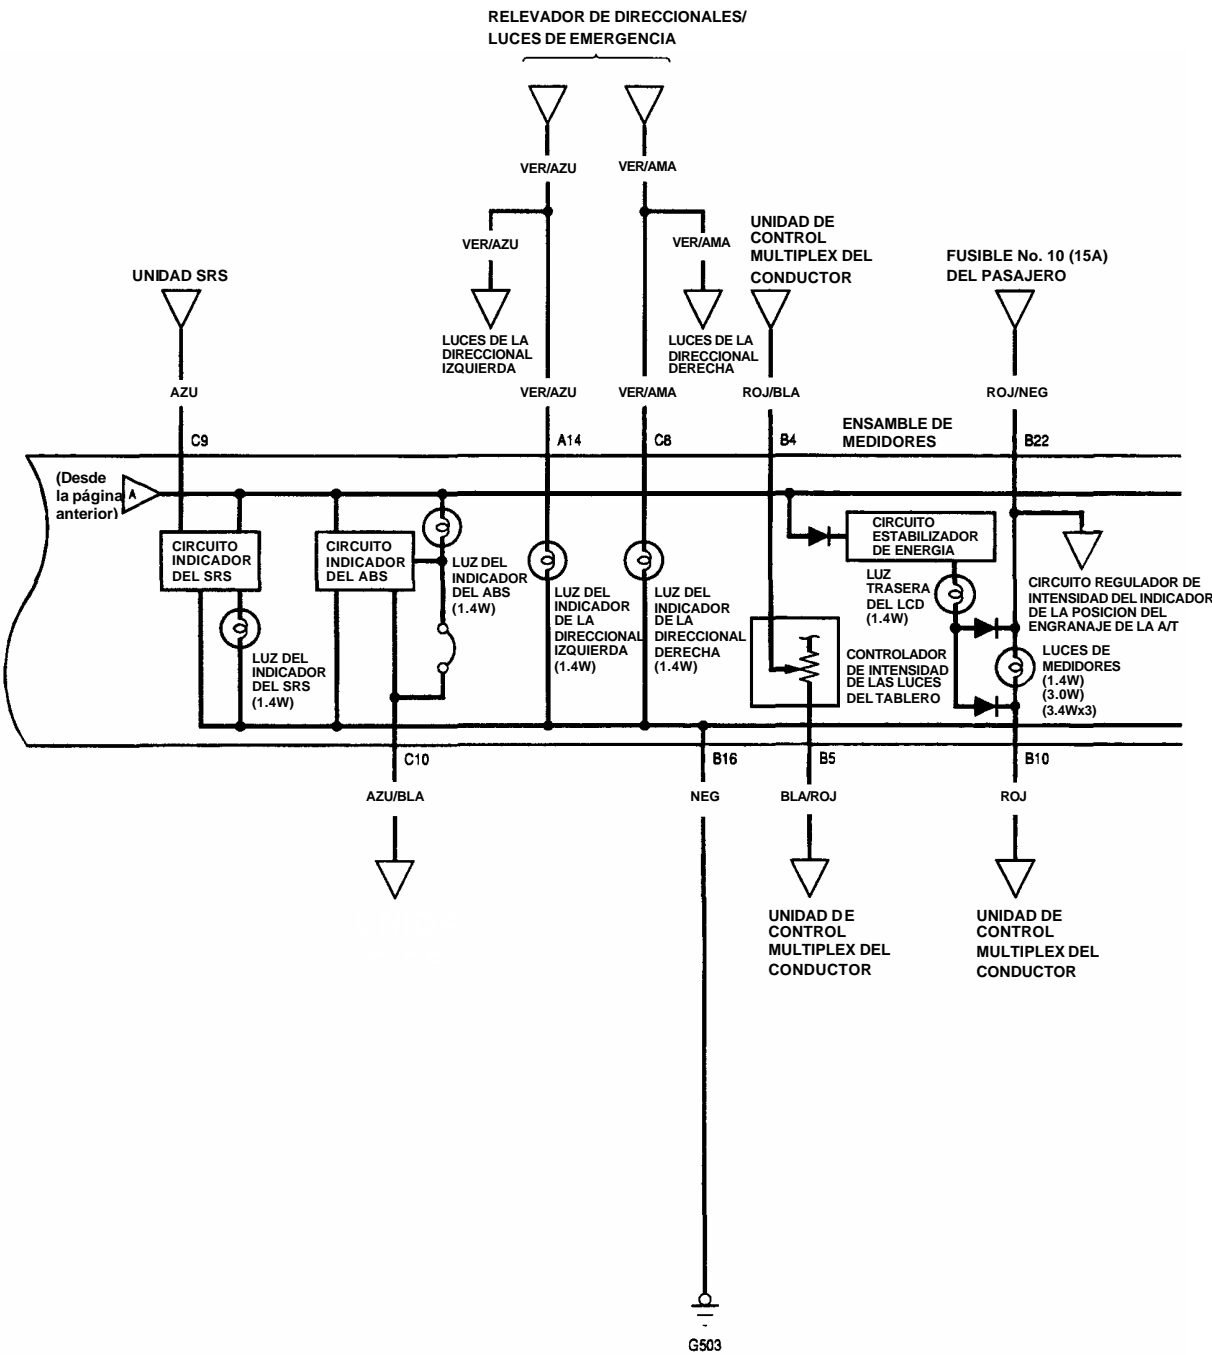 RELEVADOR DE DIRECCIONALES/
LUCES DE EMERGENCIA
VER/AZU
VER/AMA
VER/AZU
VER/AMA
UNIDAD DE
CONTROL
MULTIPLEX DEL
CONDUCTOR
FUSIBLE No. 10 (15A)
DEL PASAJERO
UNIDAD SRS
LUCES DE LA
DIRECCIONAL
IZQUIERDA
LUCES DE LA
DIRECCIONAL
DERECHA
AZU
VER/AZU
VER/AMA
ROJ/BLA
ROJ/NEG
ENSAMBLE DE
MEDIDORES
C9
A14
C8
B4
B22
(Desde
la página
anterior)
A
CIRCUITO
INDICADOR
DEL SRS
CIRCUITO
INDICADOR
DEL ABS
LUZ DEL
INDICADOR
DEL ABS
(1.4W)
LUZ DEL
INDICADOR
DEL SRS
(1.4W)
LUZ DEL
INDICADOR
DE LA
DIRECCIONAL
IZQUIERDA
(1.4W)
LUZ DEL
INDICADOR
DE LA
DIRECCIONAL
DERECHA
(1.4W)
CIRCUITO
ESTABILIZADOR
DE ENERGIA
LUZ
TRASERA
DEL LCD
(1.4W)
CIRCUITO REGULADOR DE
INTENSIDAD DEL INDICADOR
DE LA POSICION DEL
ENGRANAJE DE LA A/T
CONTROLADOR
DE INTENSIDAD
DE LAS LUCES
DEL TABLERO
LUCES DE
MEDIDORES
(1.4W)
(3.0W)
(3.4Wx3)
C10
B16
B5
B10
AZU/BLA
NEG
BLA/ROJ
ROJ
UNIDAD DE
CONTROL
MULTIPLEX DEL
CONDUCTOR
UNIDAD DE
CONTROL
MULTIPLEX DEL
CONDUCTOR
G503